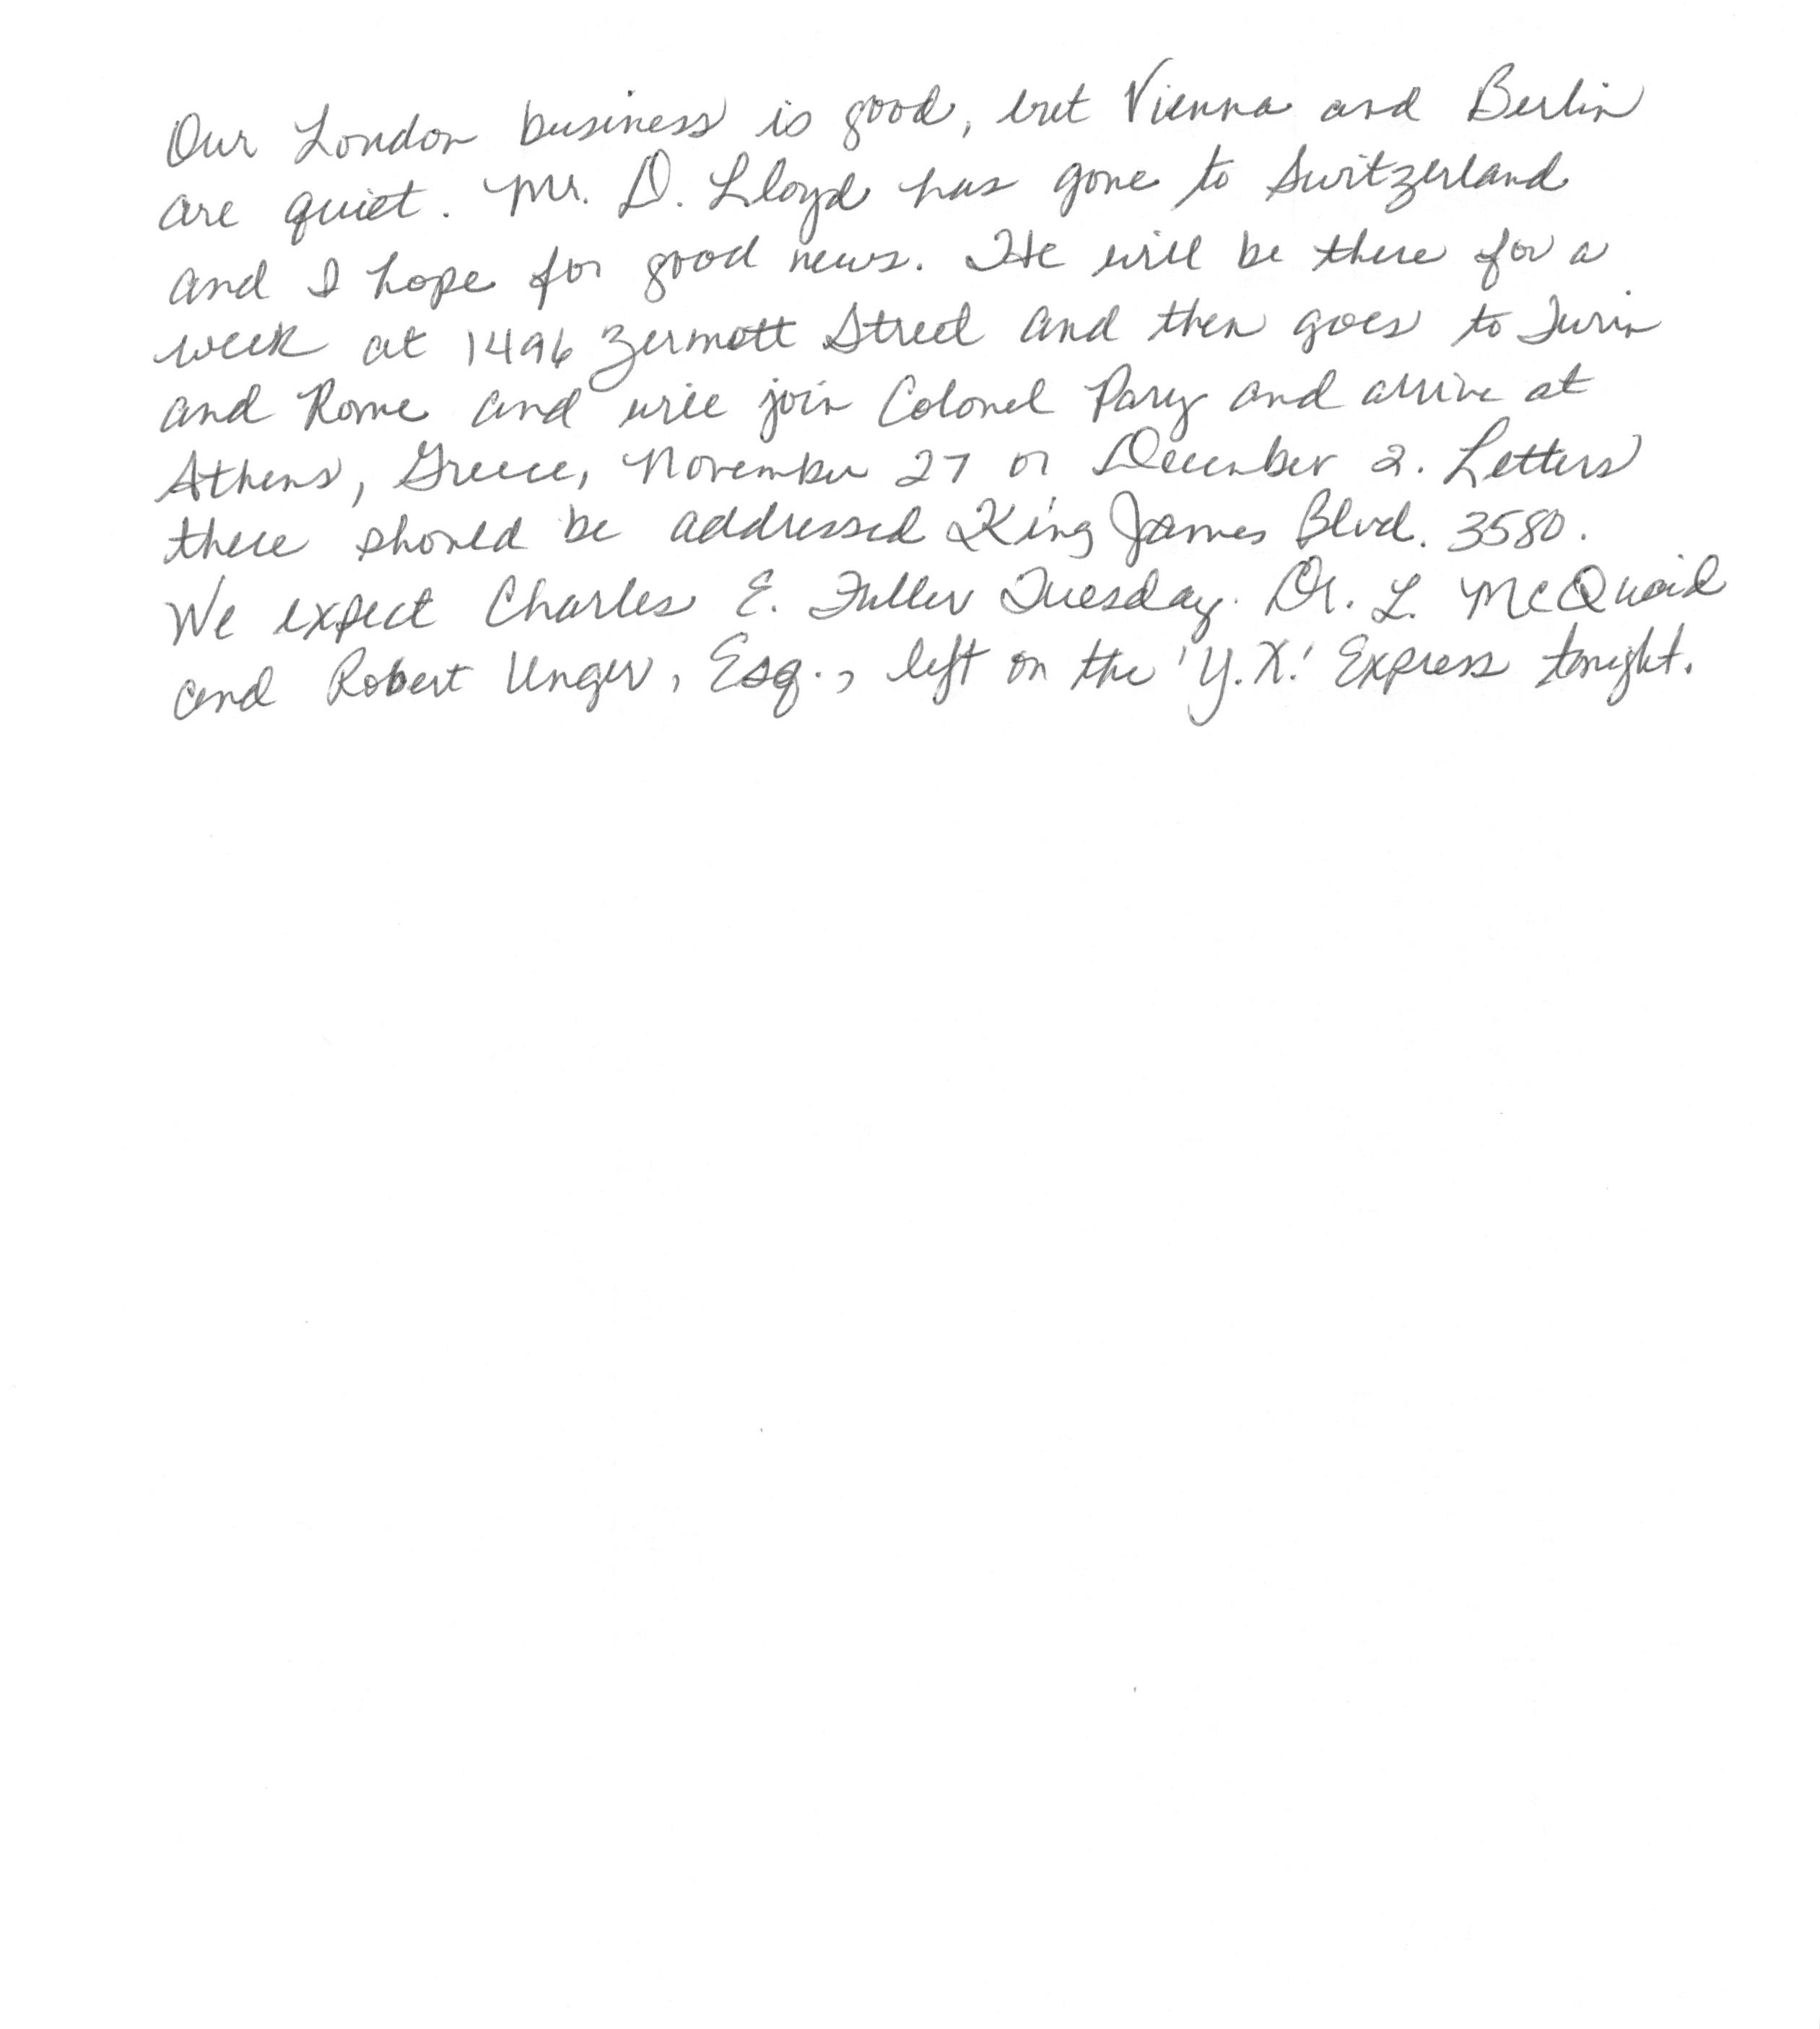 Our London business is good, but Vienna and Berlin
are quiet. Mr. D. Lloyd has gone to Switzerland
and I hope for good news. He will be there for a
week at 1496 Zermott Street and then goes to Turin
and Rome and will join Colonel Pary and arrive at
Athens, Greece, November 27 or December 2. Letters
there should be addressed King James Blvd. 3580.
We expect Charles E. Fuller Tuesday. Dr. L. McQuaid
and Robert Unger, Esq., left on the 'Y.X.' Express tonight.